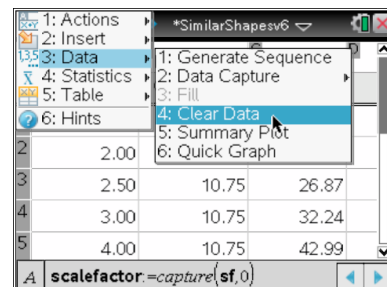 1: Actions
*SimilarShapesv6
2: Insert
3: Data
1: Generate Sequence
4: Statistics
2: Data Capture
5: Table
3: Fill
6: Hints
4: Clear Data
5: Summary Plot
6: Quick Graph
2 2.00
3 2.50 10.75 26.87
4 3.00 10.75 32.24
5 4.00 10.75 42.99
A scalefactor:=capture(sf,0)